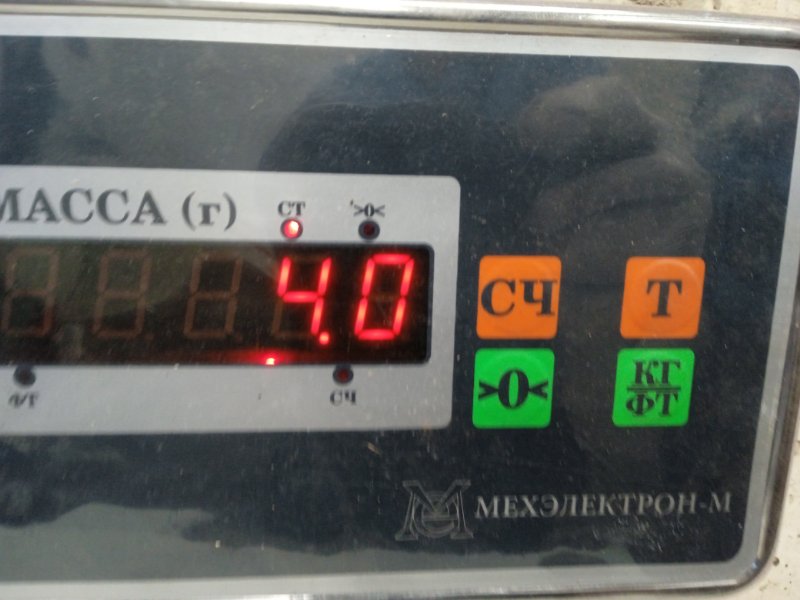 МАССА (г)
СТ >0<
4.0
Ф/Т СЧ
СЧ Т
>0< КГ
ФТ
МЕХЭЛЕКТРОН-М